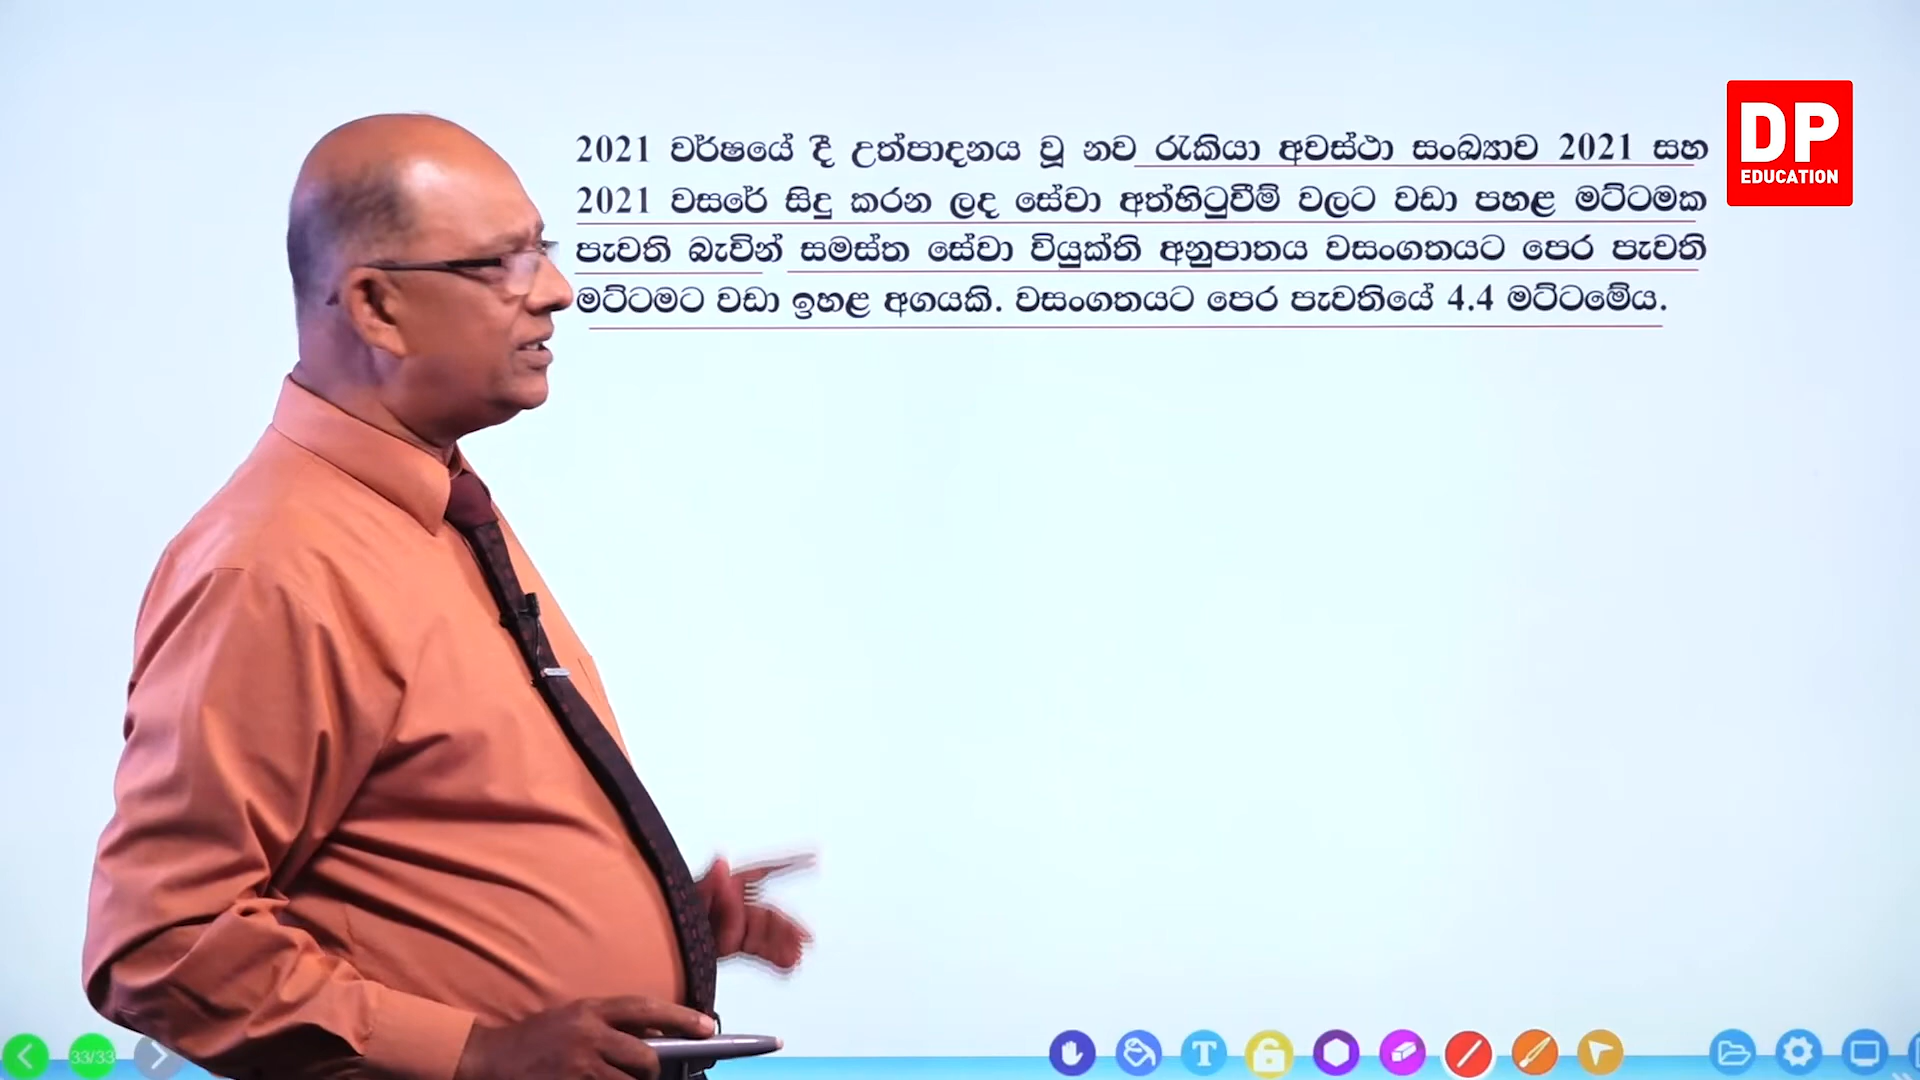 2021 වර්ෂයේ දී උත්පාදනය වූ නව රැකියා අවස්ථා සංඛ්‍යාව 2021 සහ
2021 වසරේ සිදු කරන ලද සේවා අත්හිටුවීම් වලට වඩා පහළ මට්ටමක
පැවති බැවින් සමස්ත සේවා වියුක්ති අනුපාතය වසංගතයට පෙර පැවති
මට්ටමට වඩා ඉහළ අගයකි. වසංගතයට පෙර පැවතියේ 4.4 මට්ටමේය.
DP
EDUCATION
33/33
T